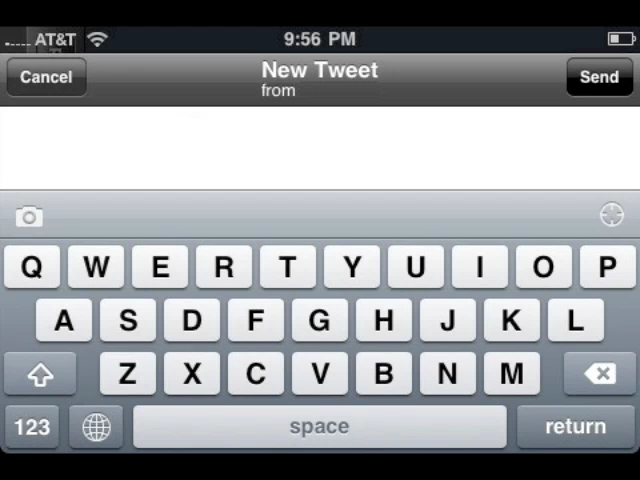 AT&T 9:56 PM
Cancel New Tweet Send
from
Q W E R T Y U I O P
A S D F G H J K L
Z X C V B N M
123 space return